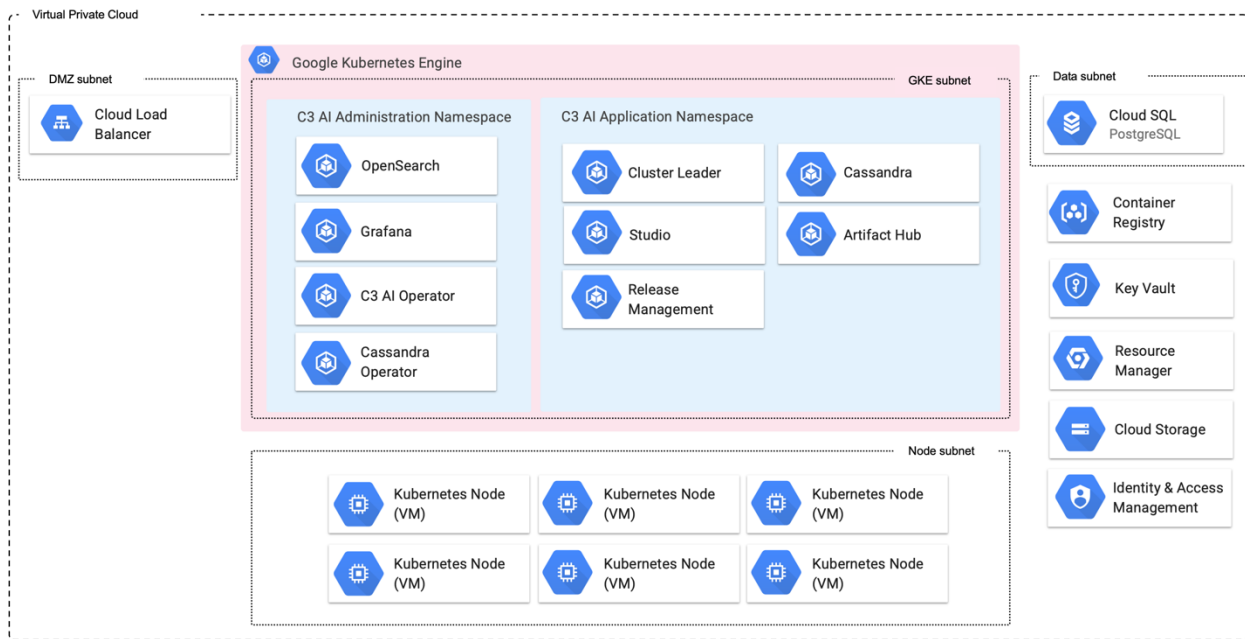 Virtual Private Cloud
DMZ subnet
Cloud Load
Balancer
Google Kubernetes Engine
GKE subnet
C3 AI Administration Namespace
OpenSearch
Grafana
C3 AI Operator
Cassandra
Operator
C3 AI Application Namespace
Cluster Leader
Cassandra
Studio
Artifact Hub
Release
Management
Data subnet
Cloud SQL
PostgreSQL
Container
Registry
Key Vault
Resource
Manager
Cloud Storage
Identity & Access
Management
Node subnet
Kubernetes Node
(VM)
Kubernetes Node
(VM)
Kubernetes Node
(VM)
Kubernetes Node
(VM)
Kubernetes Node
(VM)
Kubernetes Node
(VM)